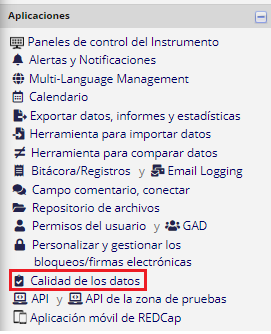 Aplicaciones
Paneles de control del Instrumento
Alertas y Notificaciones
Multi-Language Management
Calendario
Exportar datos, informes y estadísticas
Herramienta para importar datos
Herramienta para comparar datos
Bitácora/Registros y Email Logging
Campo comentario, conectar
Repositorio de archivos
Permisos del usuario y GAD
Personalizar y gestionar los
bloqueos/firmas electrónicas
Calidad de los datos
API y API de la zona de pruebas
Aplicación móvil de REDCap